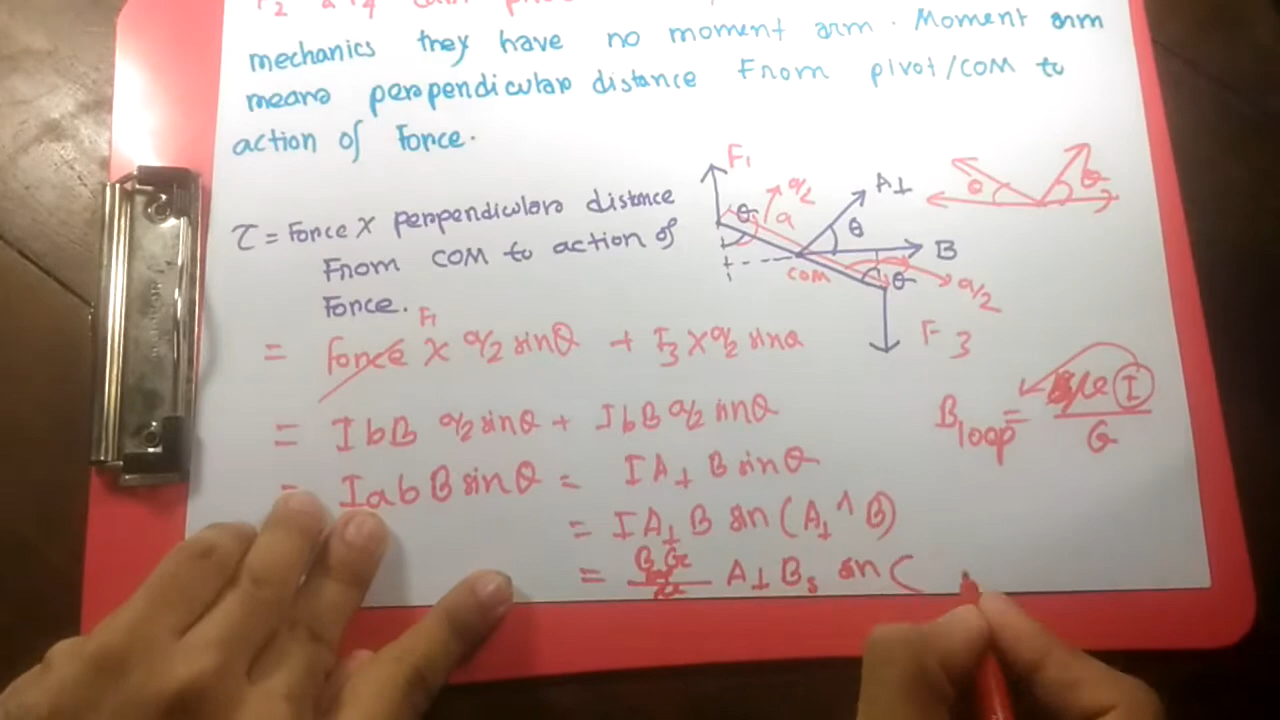 mechanics they have no moment arm. Moment arm
means perpendicular distance From pivot/COM to
action of Force.
τ = Force X perpendicular distance
From COM to action of
Force.
F₁
= force X a/2 sinθ + F₃ X a/2 sinθ
= IbB a/2 sinθ + IbB a/2 sinθ
= IabB sinθ = IA⊥ B sinθ
= IA⊥ B sin(A⊥ ^ B)
A⊥ Bs sin (
F₁
θ
a/2
a
A⊥
θ
B
COM
θ
a/2
F 3
θ
θ
B loop = I
G